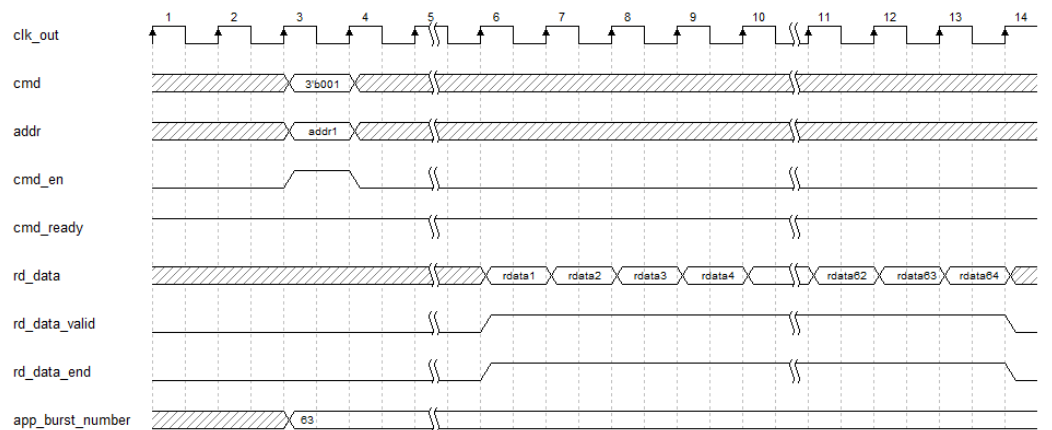 1 2 3 4 5 6 7 8 9 10 11 12 13 14
clk_out
cmd 3'b001
addr addr1
cmd_en
cmd_ready
rd_data rdata1 rdata2 rdata3 rdata4 rdata62 rdata63 rdata64
rd_data_valid
rd_data_end
app_burst_number 63